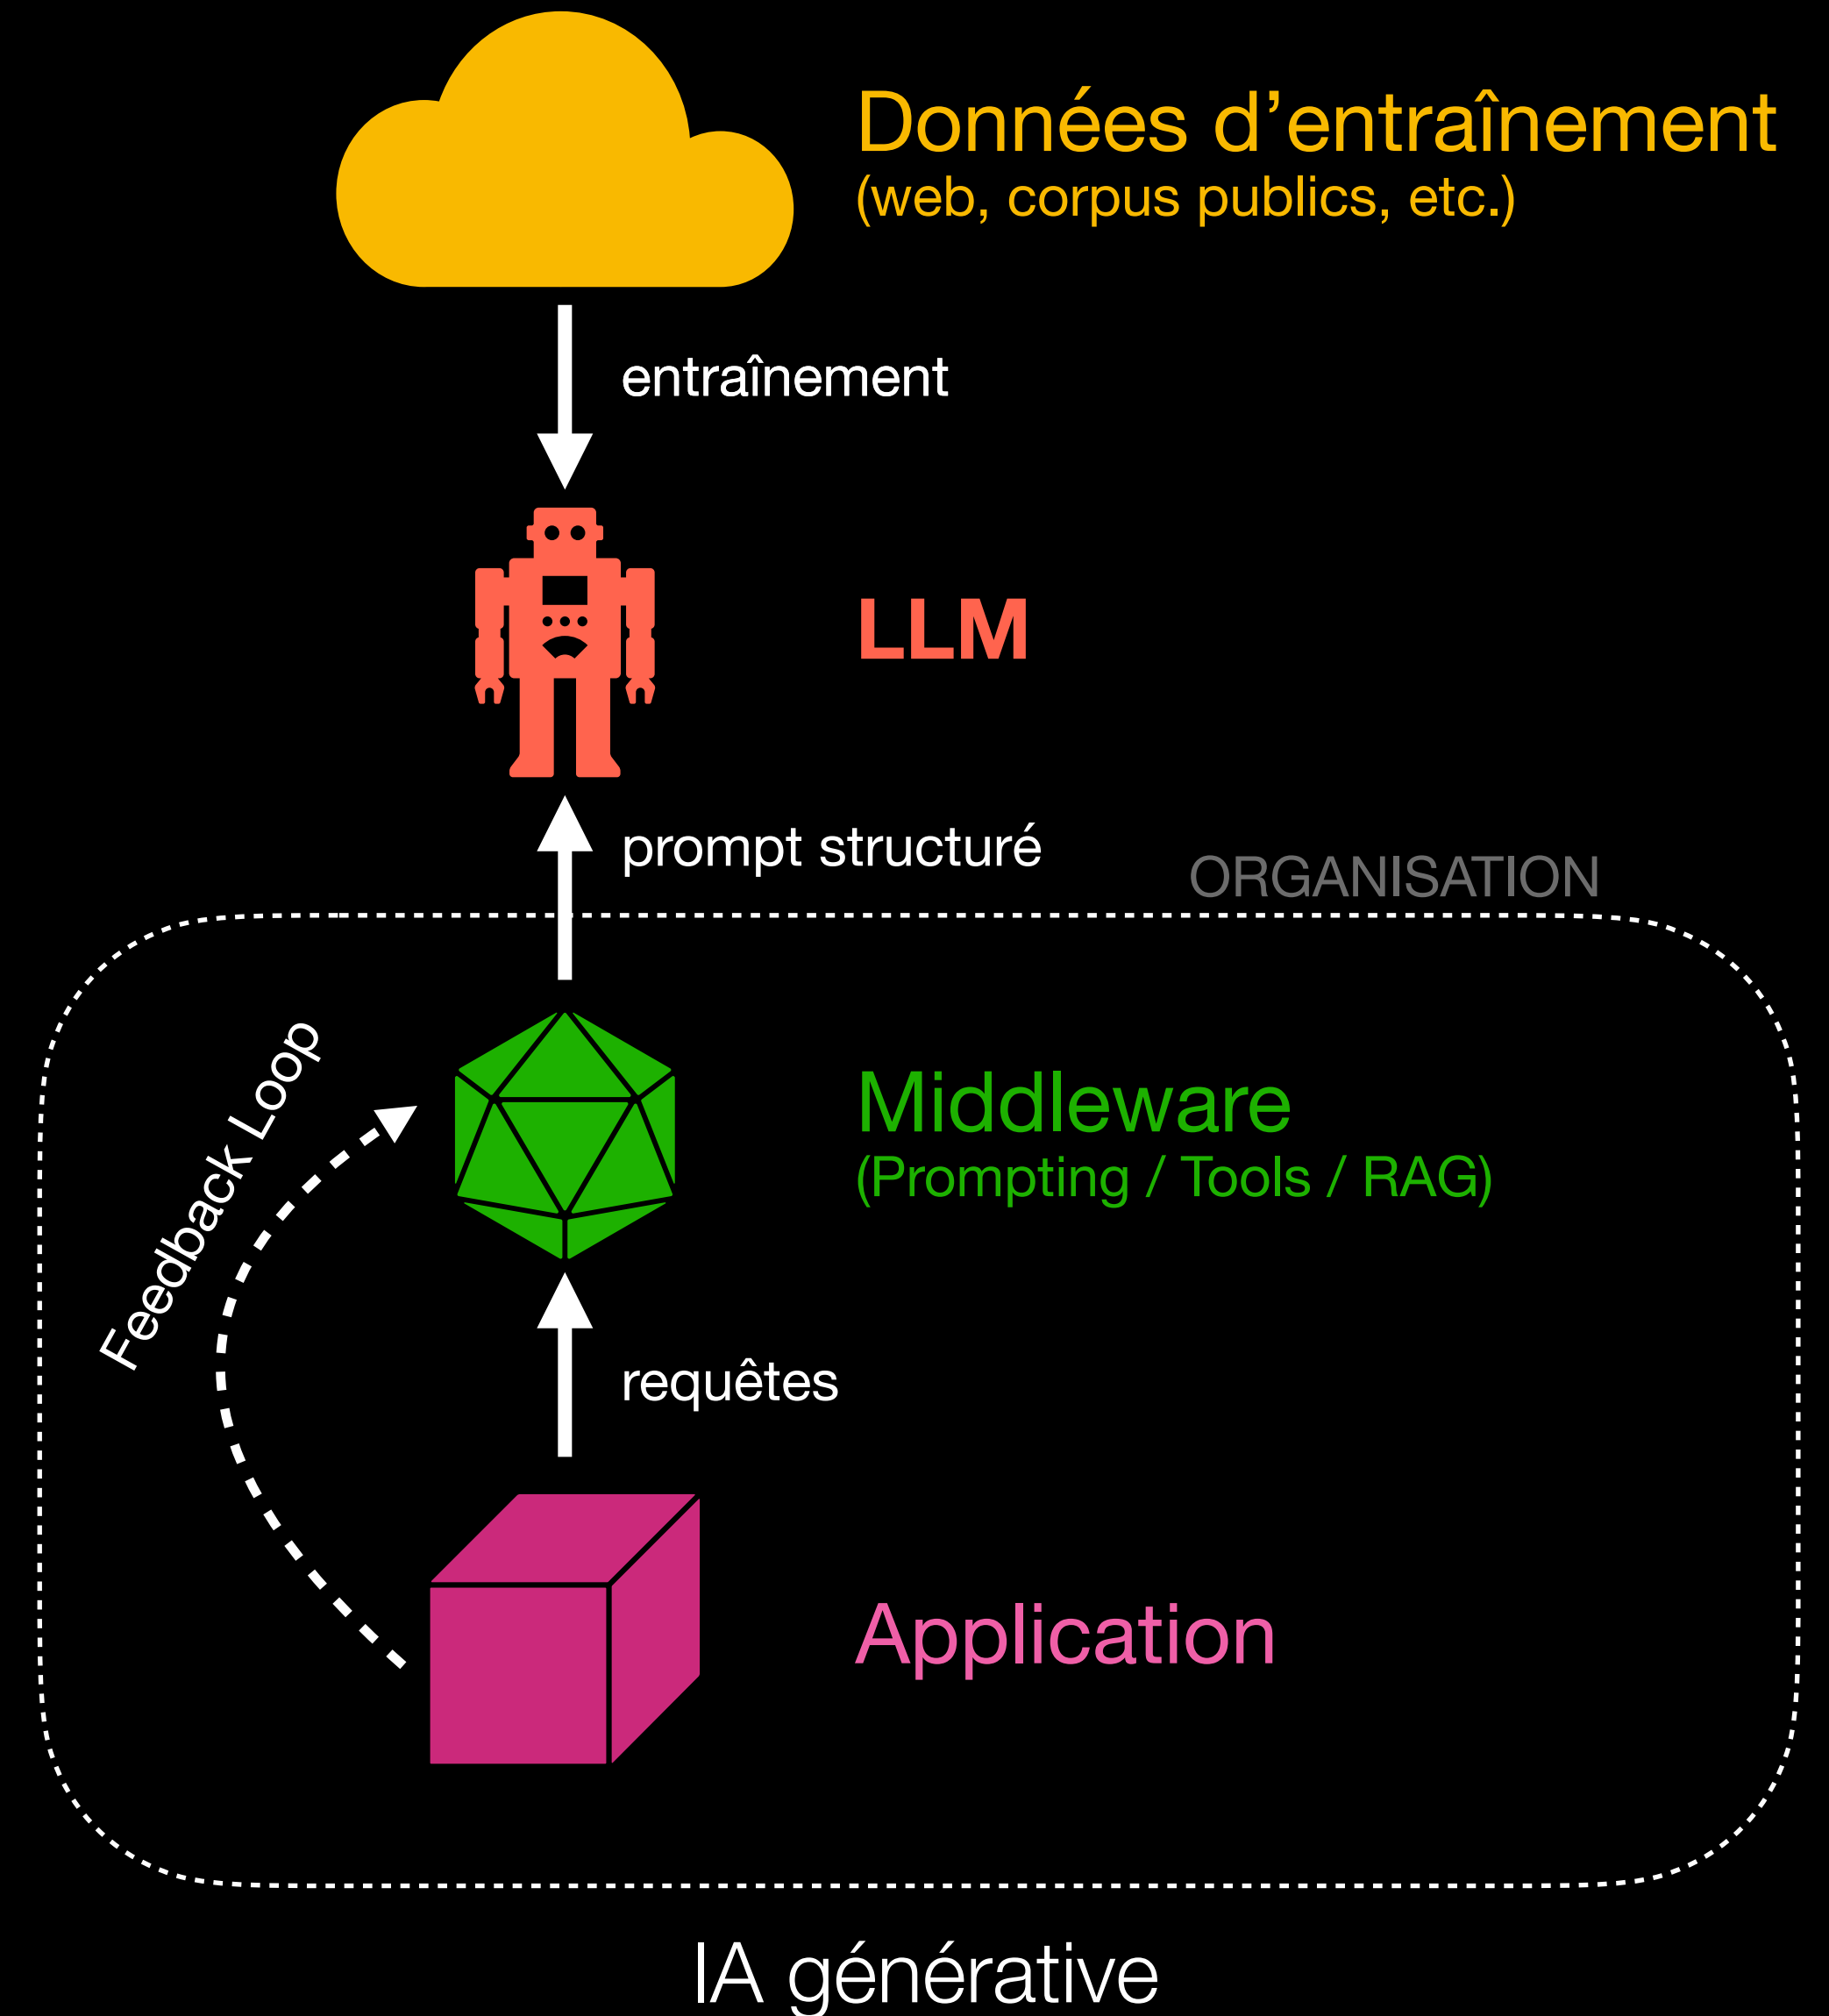 Données d’entraînement
(web, corpus publics, etc.)
entraînement
LLM
prompt structuré
ORGANISATION
Feedback Loop
Middleware
(Prompting / Tools / RAG)
requêtes
Application
IA générative